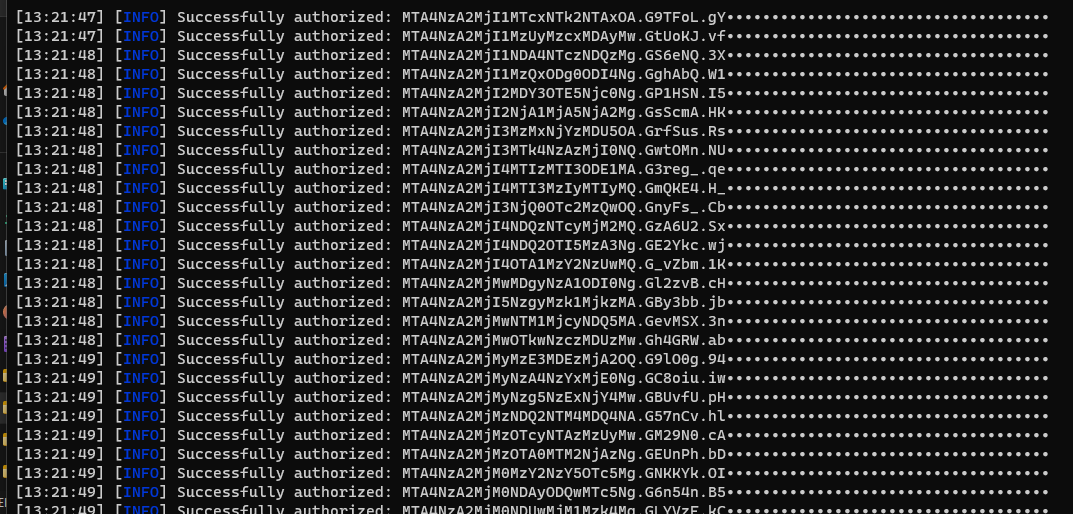 [13:21:47] [INFO] Successfully authorized: MTA4NzA2MjI1MTcxNTk2NTAxOA.G9TFoL.gY••••••••••••••••••••••••••••••••••••
[13:21:47] [INFO] Successfully authorized: MTA4NzA2MjI1MzUyMzcxMDAyMw.GtUoKJ.vf••••••••••••••••••••••••••••••••••••
[13:21:48] [INFO] Successfully authorized: MTA4NzA2MjI1NDA4NTczNDQzMg.GS6eNQ.3X••••••••••••••••••••••••••••••••••••
[13:21:48] [INFO] Successfully authorized: MTA4NzA2MjI1MzQxODg0ODI4Ng.GghAbQ.W1••••••••••••••••••••••••••••••••••••
[13:21:48] [INFO] Successfully authorized: MTA4NzA2MjI2MDY3OTE5Njc0Ng.GP1HSN.I5••••••••••••••••••••••••••••••••••••
[13:21:48] [INFO] Successfully authorized: MTA4NzA2MjI2NjA1MjA5NjA2Mg.GsScmA.HK••••••••••••••••••••••••••••••••••••
[13:21:48] [INFO] Successfully authorized: MTA4NzA2MjI3MzMxNjYzMDU5OA.GrfSus.Rs••••••••••••••••••••••••••••••••••••
[13:21:48] [INFO] Successfully authorized: MTA4NzA2MjI3MTk4NzAzMjI0NQ.GwtOMn.NU••••••••••••••••••••••••••••••••••••
[13:21:48] [INFO] Successfully authorized: MTA4NzA2MjI4MTIzMTI3ODE1MA.G3reg_.qe••••••••••••••••••••••••••••••••••••
[13:21:48] [INFO] Successfully authorized: MTA4NzA2MjI4MTI3MzIyMTIyMQ.GmQKE4.H_••••••••••••••••••••••••••••••••••••
[13:21:48] [INFO] Successfully authorized: MTA4NzA2MjI3NjQ0OTc2MzQwOQ.GnyFs_.Cb••••••••••••••••••••••••••••••••••••
[13:21:48] [INFO] Successfully authorized: MTA4NzA2MjI4NDQzNTcyMjM2MQ.GzA6U2.Sx••••••••••••••••••••••••••••••••••••
[13:21:48] [INFO] Successfully authorized: MTA4NzA2MjI4NDQ2OTI5MzA3Ng.GE2Ykc.wj••••••••••••••••••••••••••••••••••••
[13:21:48] [INFO] Successfully authorized: MTA4NzA2MjI4OTA1MzY2NzUwMQ.G_vZbm.1K••••••••••••••••••••••••••••••••••••
[13:21:48] [INFO] Successfully authorized: MTA4NzA2MjMwMDgyNzA1ODI0Ng.Gl2zvB.cH••••••••••••••••••••••••••••••••••••
[13:21:48] [INFO] Successfully authorized: MTA4NzA2MjI5NzgyMzk1MjkzMA.GBy3bb.jb••••••••••••••••••••••••••••••••••••
[13:21:48] [INFO] Successfully authorized: MTA4NzA2MjMwNTM1MjcyNDQ5MA.GevMSX.3n••••••••••••••••••••••••••••••••••••
[13:21:48] [INFO] Successfully authorized: MTA4NzA2MjMwOTkwNzczMDUzMw.Gh4GRW.ab••••••••••••••••••••••••••••••••••••
[13:21:49] [INFO] Successfully authorized: MTA4NzA2MjMyMzE3MDEzMjA2OQ.G9lO0g.94••••••••••••••••••••••••••••••••••••
[13:21:49] [INFO] Successfully authorized: MTA4NzA2MjMyNzA4NzYxMjE0Ng.GC8oiu.iw••••••••••••••••••••••••••••••••••••
[13:21:49] [INFO] Successfully authorized: MTA4NzA2MjMyNzg5NzExNjY4Mw.GBUvfU.pH••••••••••••••••••••••••••••••••••••
[13:21:49] [INFO] Successfully authorized: MTA4NzA2MjMzNDQ2NTM4MDQ4NA.G57nCv.hl••••••••••••••••••••••••••••••••••••
[13:21:49] [INFO] Successfully authorized: MTA4NzA2MjMzOTcyNTAzMzUyMw.GM29N0.cA••••••••••••••••••••••••••••••••••••
[13:21:49] [INFO] Successfully authorized: MTA4NzA2MjMzOTA0MTM2NjAzNg.GEUnPh.bD••••••••••••••••••••••••••••••••••••
[13:21:49] [INFO] Successfully authorized: MTA4NzA2MjM0MzY2NzY5OTc5Mg.GNKKYk.OI••••••••••••••••••••••••••••••••••••
[13:21:49] [INFO] Successfully authorized: MTA4NzA2MjM0NDAyODQwMTc5Ng.G6n54n.B5••••••••••••••••••••••••••••••••••••
[13:21:49] [INFO] Successfully authorized: MTA4NzA2MjM0NDUwMjM1Mzk4Mg.GLYVzE.kC••••••••••••••••••••••••••••••••••••